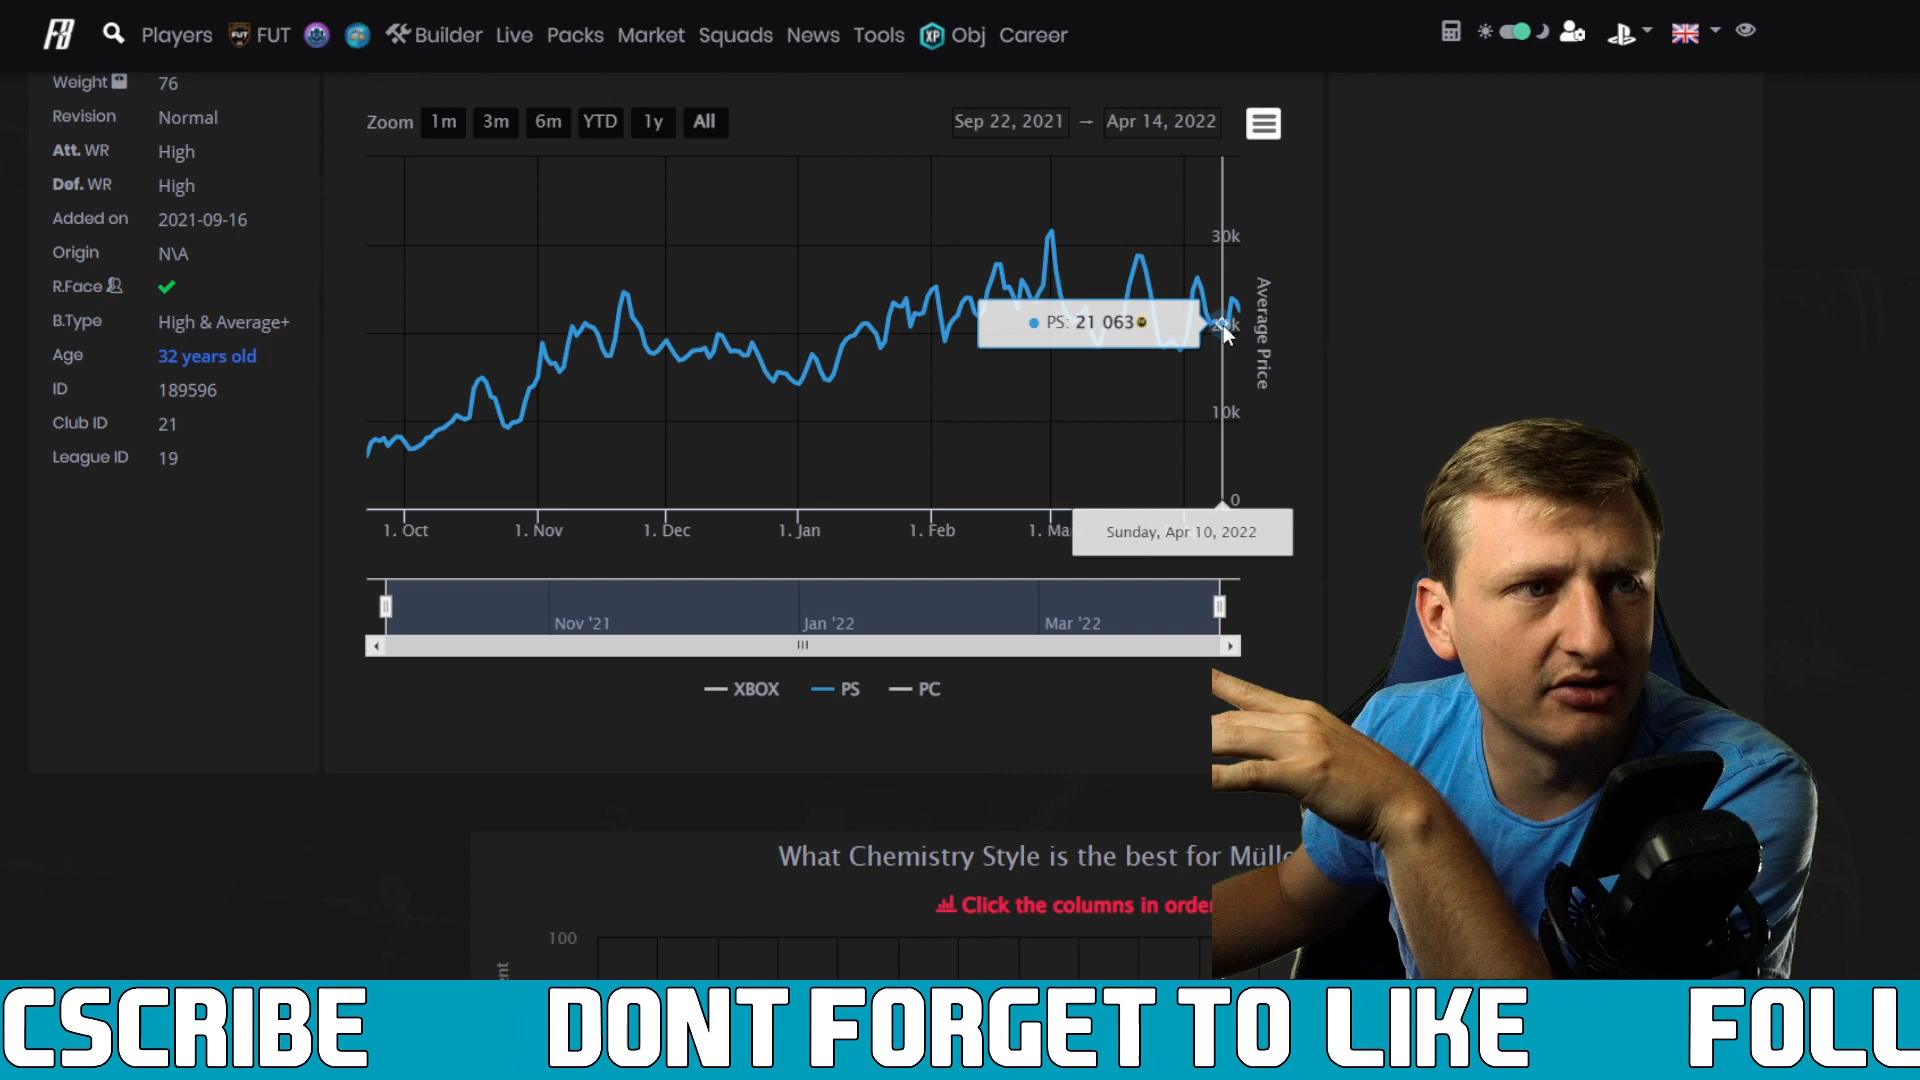 Players FUT Builder Live Packs Market Squads News Tools XP Obj Career
Weight 76
Revision Normal
Att. WR High
Def. WR High
Added on 2021-09-16
Origin N\A
R.Face
B.Type High & Average+
Age 32 years old
ID 189596
Club ID 21
League ID 19
Zoom 1m 3m 6m YTD 1y All Sep 22, 2021 → Apr 14, 2022
30k
PS: 21 063
10k
0
Average Price
1. Oct 1. Nov 1. Dec 1. Jan 1. Feb 1. Ma
Sunday, Apr 10, 2022
Nov '21 Jan '22 Mar '22
XBOX PS PC
What Chemistry Style is the best for Mülle
Click the columns in order
100
CSCRIBE DONT FORGET TO LIKE FOLL